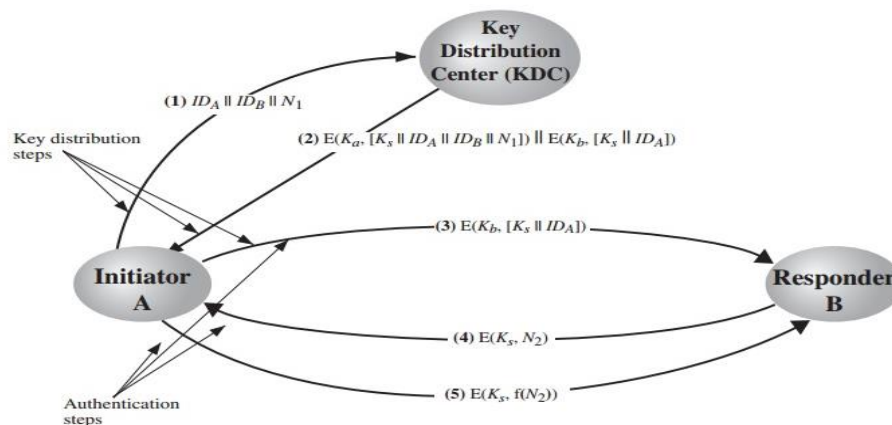 Key
Distribution
Center (KDC)
(1) ID_A || ID_B || N_1
(2) E(K_a, [K_s || ID_A || ID_B || N_1]) || E(K_b, [K_s || ID_A])
Key distribution
steps
(3) E(K_b, [K_s || ID_A])
Initiator
A
Responder
B
(4) E(K_s, N_2)
(5) E(K_s, f(N_2))
Authentication
steps